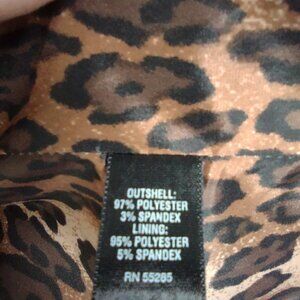 OUTSHELL:
97% POLYESTER
3% SPANDEX
LINING:
95% POLYESTER
5% SPANDEX
RN 55285